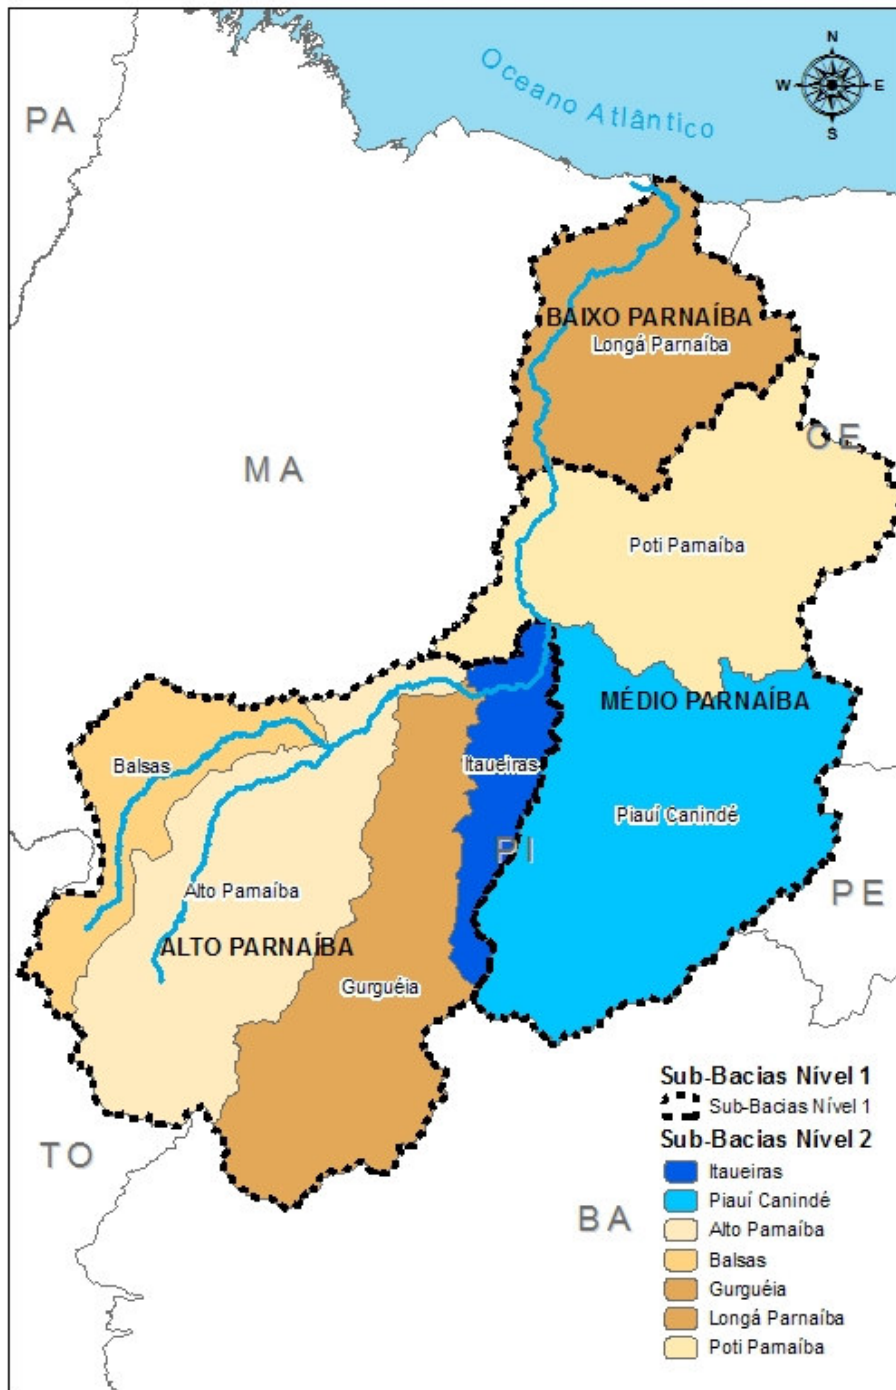 N
W E
S
Oceano Atlântico
PA
BAIXO PARNAÍBA
Longá Parnaíba
CE
MA
Poti Parnaíba
MÉDIO PARNAÍBA
Balsas
Itaueiras
Piauí Canindé
PI
PE
Alto Parnaíba
ALTO PARNAÍBA
Gurguéia
TO
BA
Sub-Bacias Nível 1
Sub-Bacias Nível 1
Sub-Bacias Nível 2
Itaueiras
Piauí Canindé
Alto Parnaíba
Balsas
Gurguéia
Longá Parnaíba
Poti Parnaíba